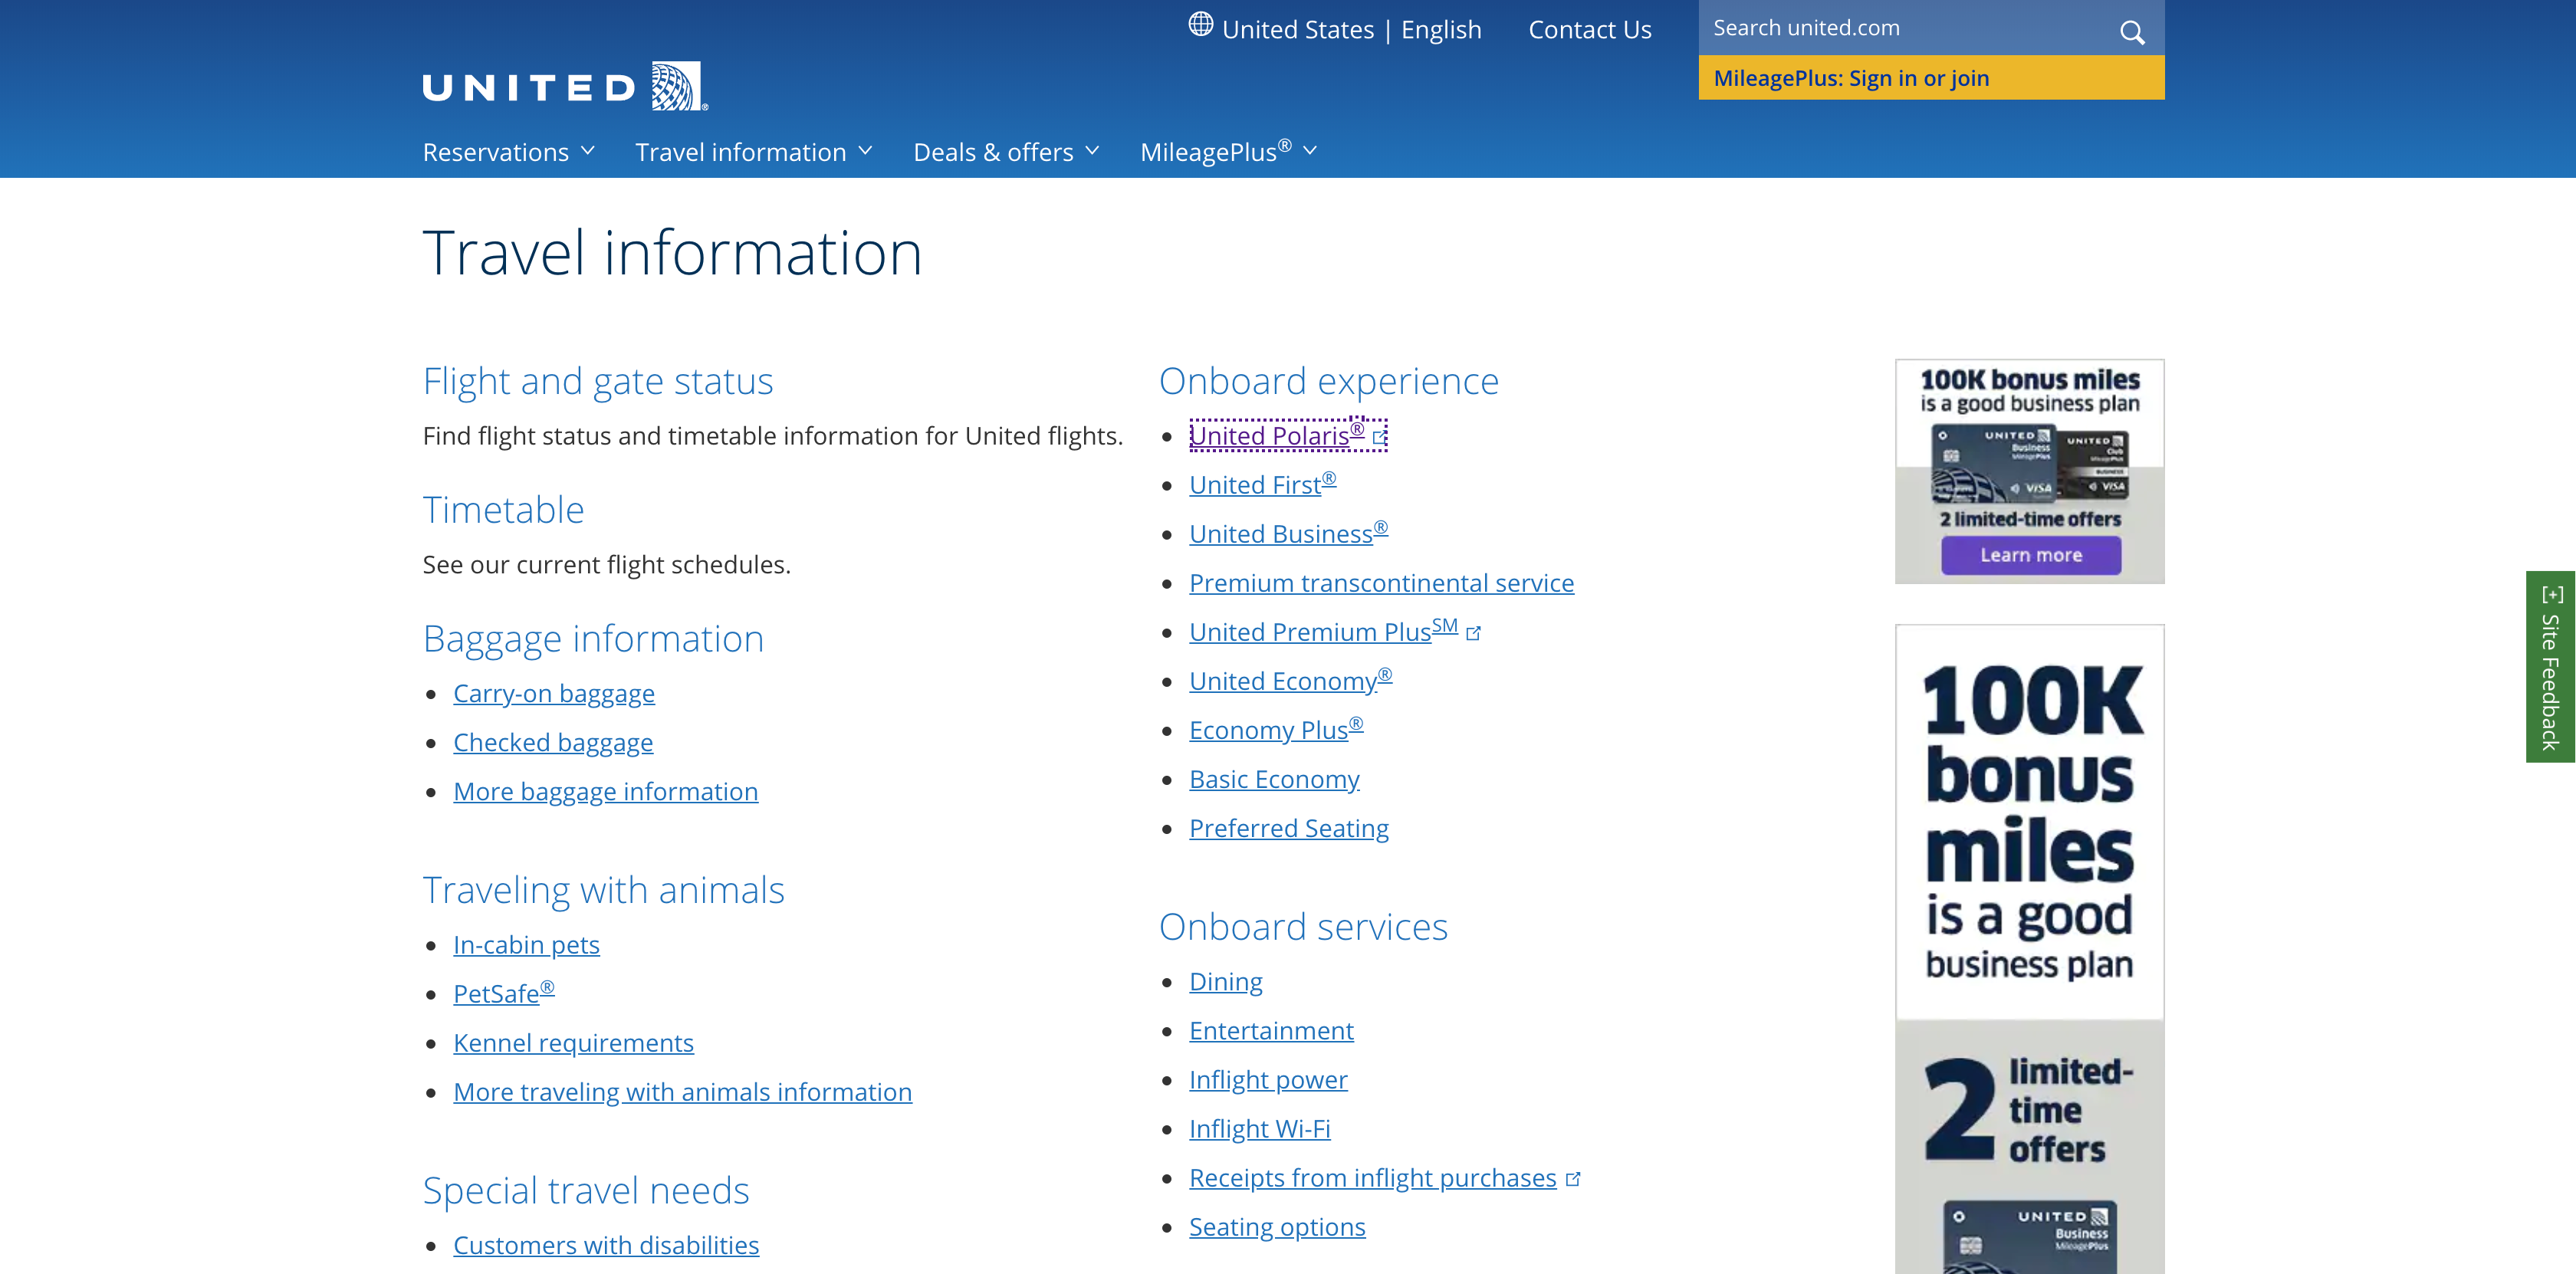 United States | English
Contact Us
Search united.com
MileagePlus: Sign in or join
UNITED ®
Reservations
Travel information
Deals & offers
MileagePlus®
Travel information
Flight and gate status
Find flight status and timetable information for United flights.
Timetable
See our current flight schedules.
Baggage information
Carry-on baggage
Checked baggage
More baggage information
Traveling with animals
In-cabin pets
PetSafe®
Kennel requirements
More traveling with animals information
Special travel needs
Customers with disabilities
Onboard experience
United Polaris®
United First®
United Business®
Premium transcontinental service
United Premium PlusSM
United Economy®
Economy Plus®
Basic Economy
Preferred Seating
Onboard services
Dining
Entertainment
Inflight power
Inflight Wi-Fi
Receipts from inflight purchases
Seating options
100K bonus miles
is a good business plan
UNITED
Business
MileagePlus
VISA
UNITED
Club
MileagePlus
BUSINESS
VISA
2 limited-time offers
Learn more
100K
bonus
miles
is a good
business plan
2 limited-
time
offers
UNITED
Business
MileagePlus
[+] Site Feedback